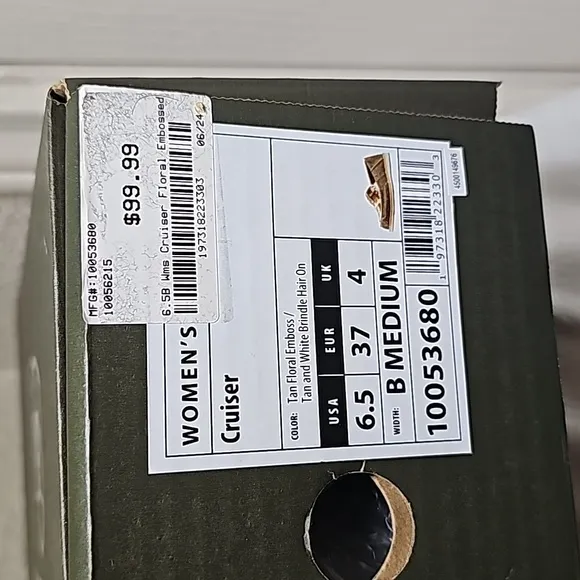 MFG#:10053680
10056215
$99.99
6.5B Wms Cruiser Floral Embossed
197318223303
06/24
WOMEN'S
Cruiser
COLOR: Tan Floral Emboss /
Tan and White Brindle Hair On
USA EUR UK
6.5 37 4
WIDTH: B MEDIUM
10053680
1 97318 22330 3
4500149676